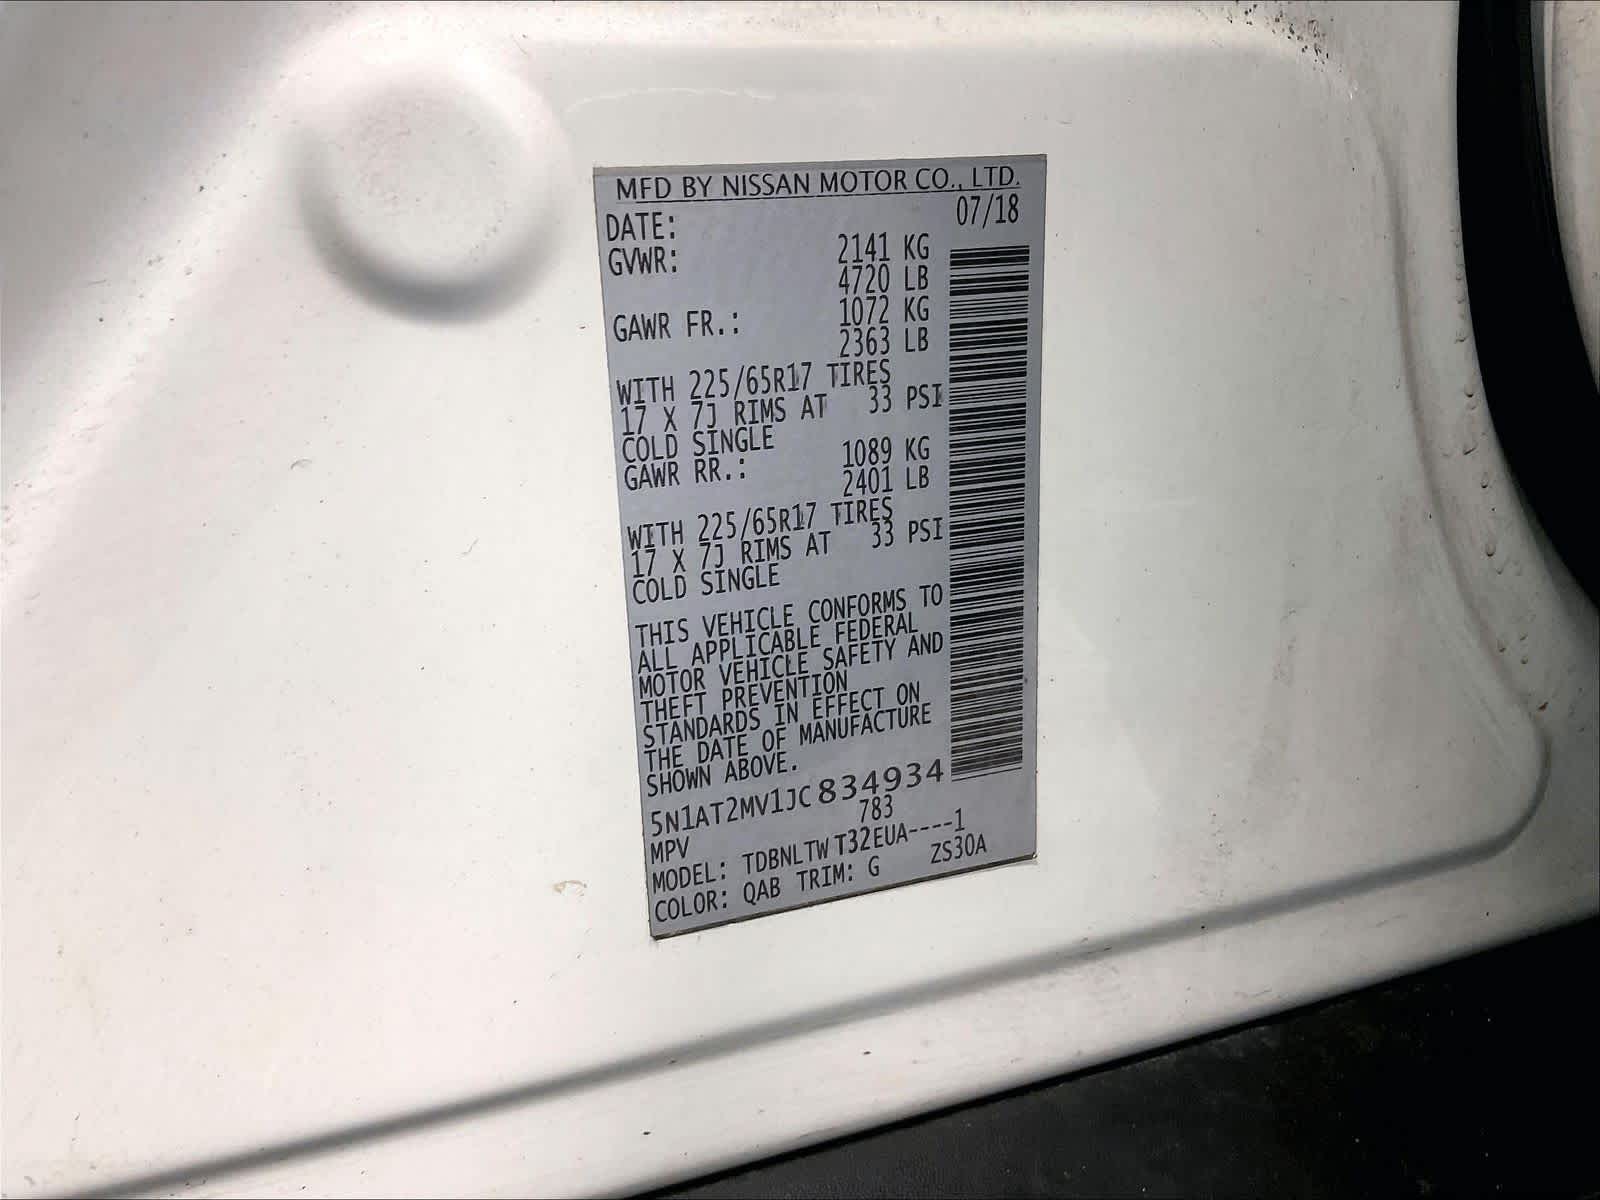 MFD BY NISSAN MOTOR CO., LTD.
DATE: 07/18
GVWR: 2141 KG
4720 LB
GAWR FR.: 1072 KG
2363 LB
WITH 225/65R17 TIRES
17 X 7J RIMS AT 33 PSI
COLD SINGLE
GAWR RR.: 1089 KG
2401 LB
WITH 225/65R17 TIRES
17 X 7J RIMS AT 33 PSI
COLD SINGLE
THIS VEHICLE CONFORMS TO
ALL APPLICABLE FEDERAL
MOTOR VEHICLE SAFETY AND
THEFT PREVENTION
STANDARDS IN EFFECT ON
THE DATE OF MANUFACTURE
SHOWN ABOVE.
5N1AT2MV1JC834934
MPV 783
MODEL: TDBNLTWT32EUA----1
COLOR: QAB TRIM: G ZS30A